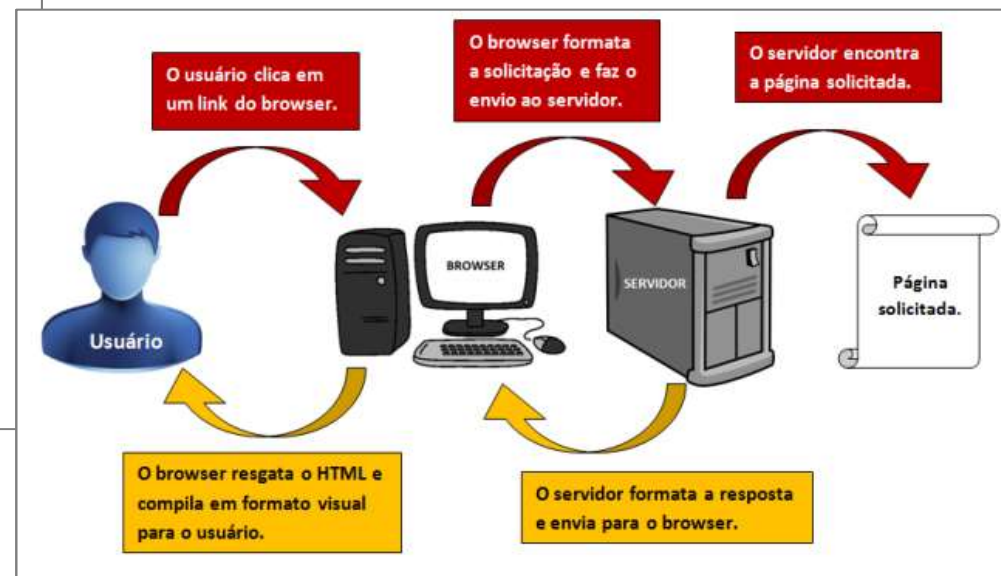 O usuário clica em
um link do browser.
O browser formata
a solicitação e faz o
envio ao servidor.
O servidor encontra
a página solicitada.
Usuário
BROWSER
SERVIDOR
Página
solicitada.
O browser resgata o HTML e
compila em formato visual
para o usuário.
O servidor formata a resposta
e envia para o browser.